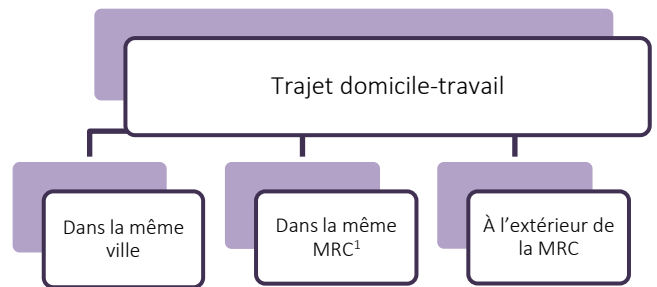 Trajet domicile-travail
Dans la même
ville
Dans la même
MRC¹
À l'extérieur de
la MRC